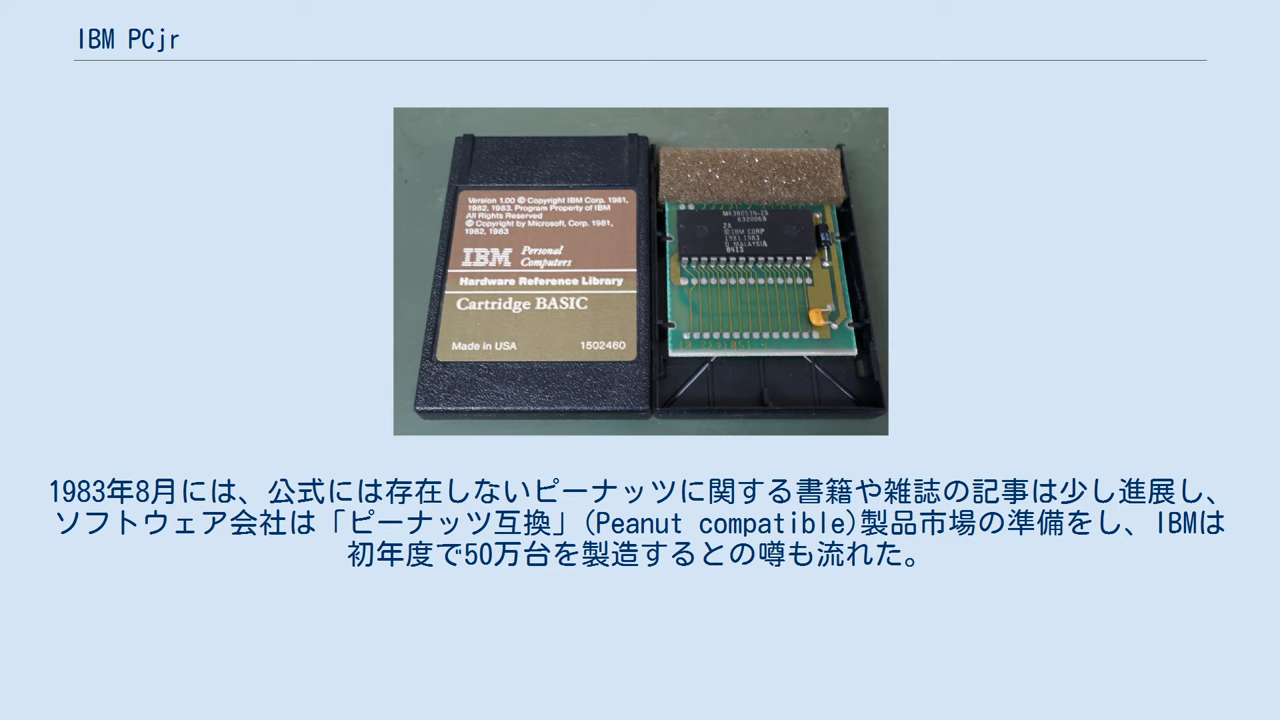 IBM PCjr
Version 1.00 © Copyright IBM Corp. 1981,
1982, 1983. Program Property of IBM
All Rights Reserved
© Copyright by Microsoft, Corp. 1981,
1982, 1983
IBM Personal
Computers
Hardware Reference Library
Cartridge BASIC
Made in USA 1502460
©IBM CORP
1981,1983
MALAYSIA
8413
1983年8月には、公式には存在しないピーナッツに関する書籍や雑誌の記事は少し進展し、
ソフトウェア会社は「ピーナッツ互換」(Peanut compatible)製品市場の準備をし、IBMは
初年度で50万台を製造するとの噂も流れた。